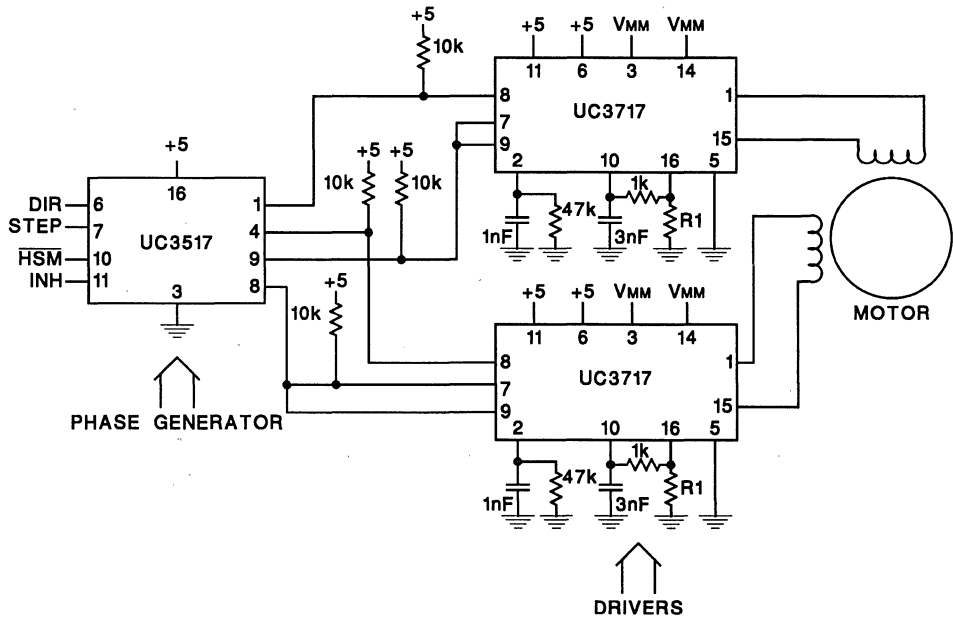 +5
10k
+5 +5 VMM VMM
11 6 3 14
8
7
9
UC3717
1
15
2 10 16 5
1k
47k
1nF
3nF
R1
+5
16
+5 +5
10k
10k
DIR
STEP
HSM
INH
6
7
10
11
UC3517
1
4
9
8
3
+5
10k
PHASE GENERATOR
+5 +5 VMM VMM
11 6 3 14
8
7
9
UC3717
1
15
2 10 16 5
1k
47k
1nF
3nF
R1
MOTOR
DRIVERS